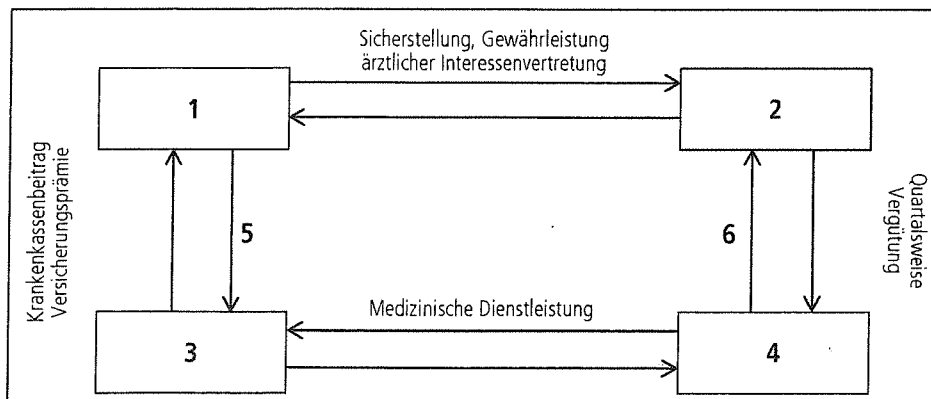 Sicherstellung, Gewährleistung
ärztlicher Interessenvertretung
1
2
Krankenkassenbeitrag
Versicherungsprämie
5
6
Quartalsweise
Vergütung
Medizinische Dienstleistung
3
4